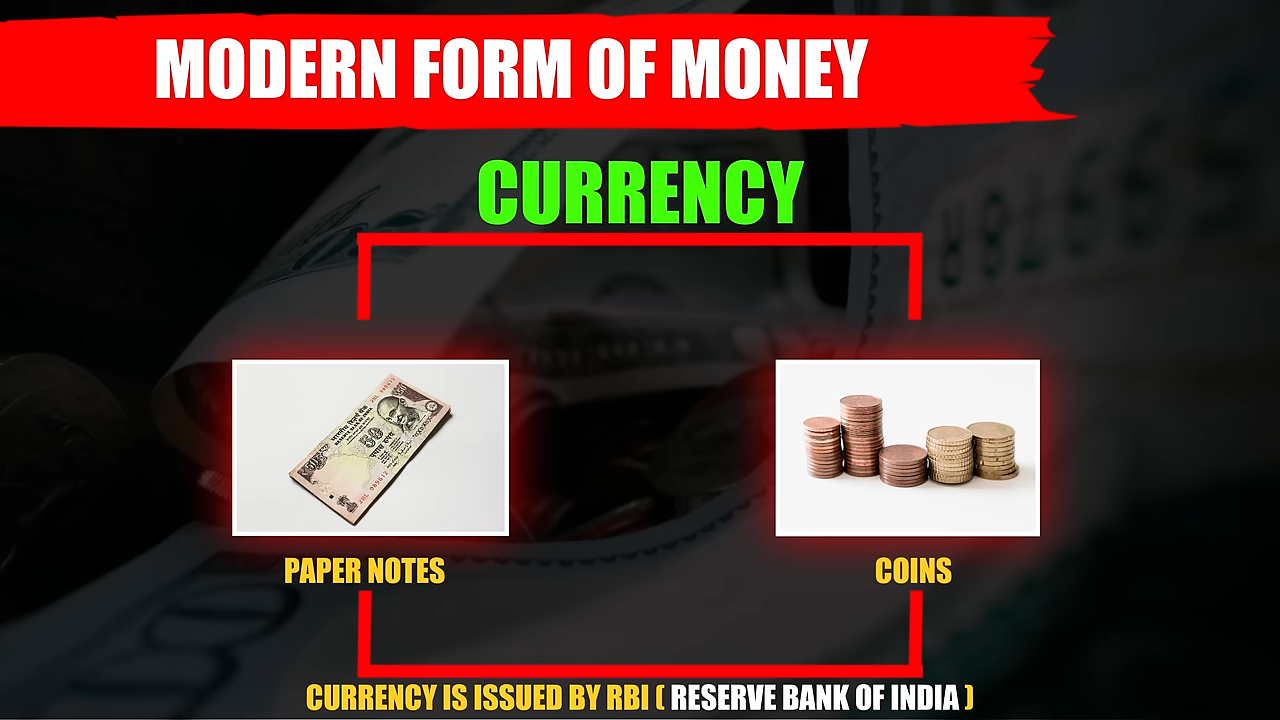 MODERN FORM OF MONEY
CURRENCY
PAPER NOTES
COINS
CURRENCY IS ISSUED BY RBI ( RESERVE BANK OF INDIA )